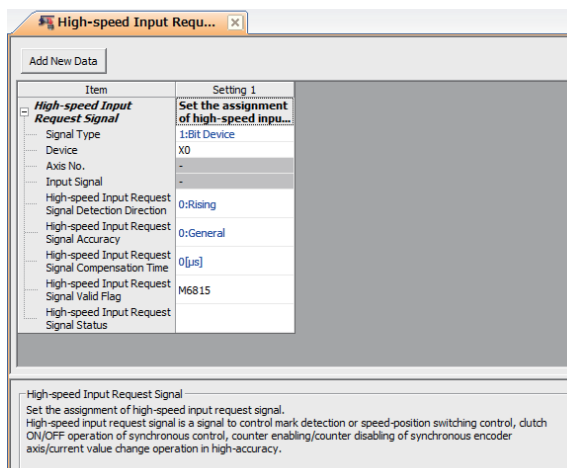 High-speed Input Requ...
Add New Data
Item Setting 1
High-speed Input Set the assignment
Request Signal of high-speed inpu...
Signal Type 1:Bit Device
Device X0
Axis No. -
Input Signal -
High-speed Input Request
Signal Detection Direction 0:Rising
High-speed Input Request
Signal Accuracy 0:General
High-speed Input Request
Signal Compensation Time 0[μs]
High-speed Input Request
Signal Valid Flag M6815
High-speed Input Request
Signal Status
High-speed Input Request Signal
Set the assignment of high-speed input request signal.
High-speed input request signal is a signal to control mark detection or speed-position switching control, clutch
ON/OFF operation of synchronous control, counter enabling/counter disabling of synchronous encoder
axis/current value change operation in high-accuracy.